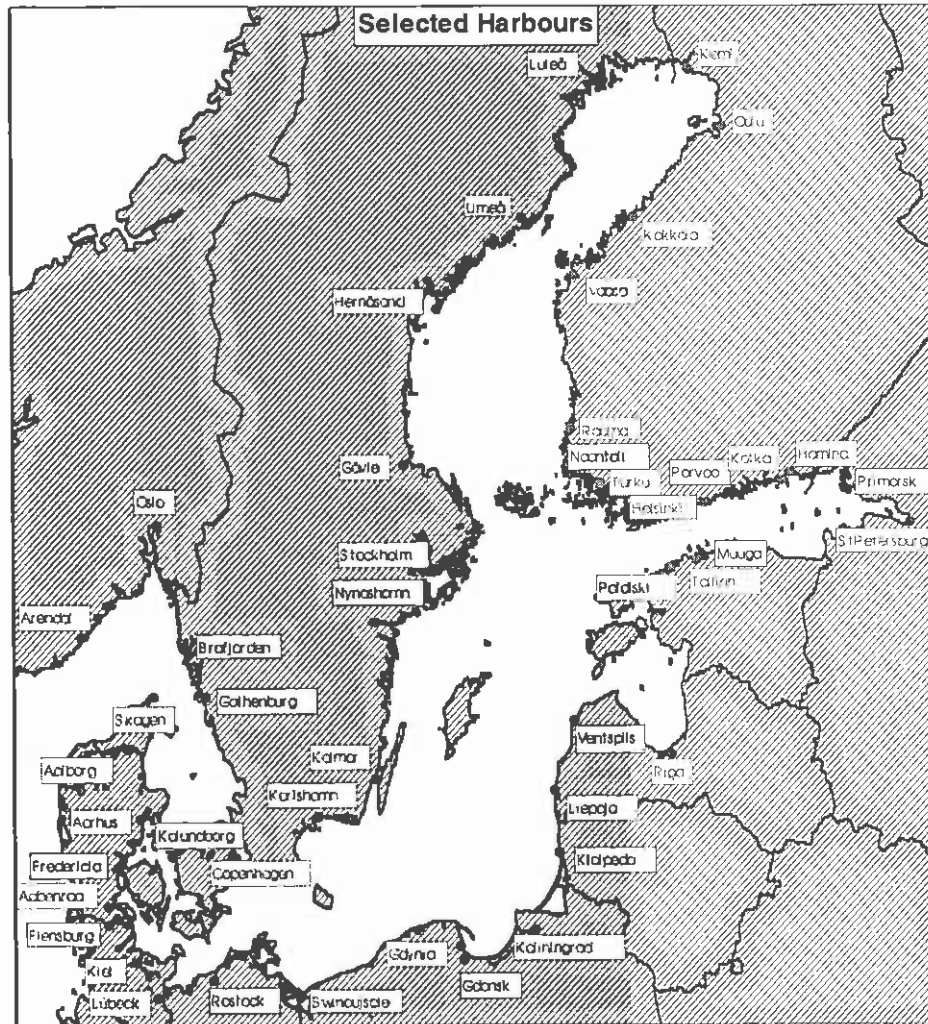 Selected Harbours
Luleå
Kemi
Oulu
Umeå
Kokkola
Vaasa
Hernösand
Rauma
Naantali
Gävle
Turku
Porvoo
Kotka
Hamina
Primorsk
Oslo
Helsinki
Stockholm
Muuga
St Petersburg
Nynashamn
Paldiski
Tallinn
Arendal
Brofjorden
Gothenburg
Skagen
Ventspils
Kalmar
Riga
Aalborg
Karlshamn
Aarhus
Liepaja
Kalundborg
Fredericia
Copenhagen
Klaipeda
Aabenraa
Flensburg
Gdynia
Kaliningrad
Kiel
Gdansk
Lübeck
Rostock
Swinoujscie